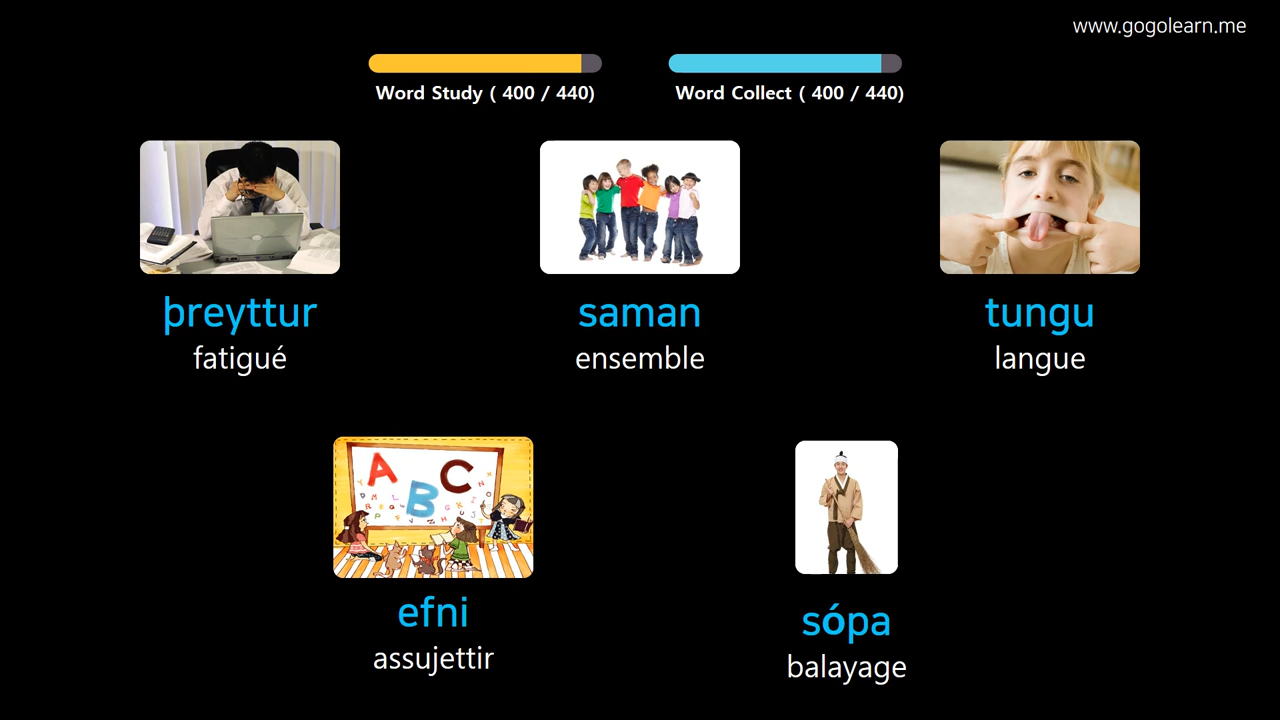 www.gogolearn.me
Word Study ( 400 / 440)
Word Collect ( 400 / 440)
þreyttur
fatigué
saman
ensemble
tungu
langue
A B C
efni
assujettir
sópa
balayage